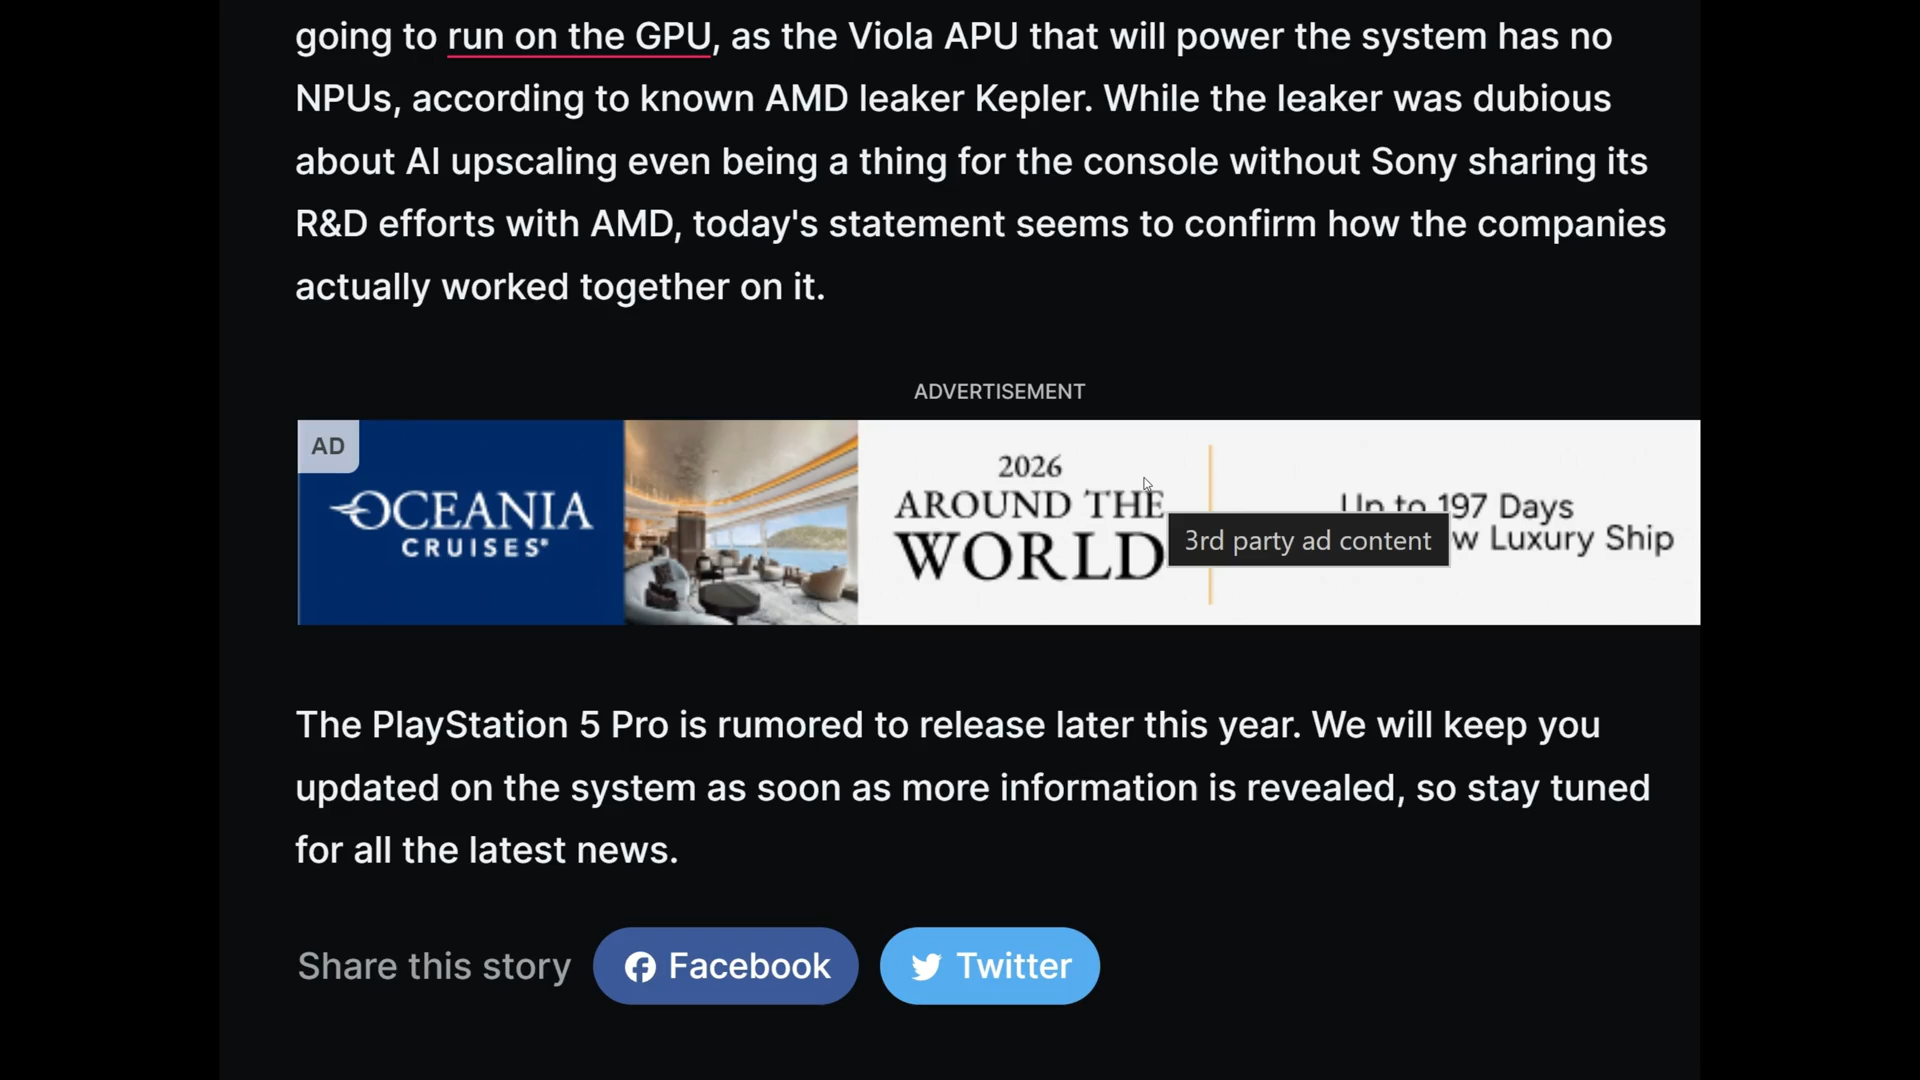 going to run on the GPU, as the Viola APU that will power the system has no
NPUs, according to known AMD leaker Kepler. While the leaker was dubious
about AI upscaling even being a thing for the console without Sony sharing its
R&D efforts with AMD, today's statement seems to confirm how the companies
actually worked together on it.
ADVERTISEMENT
AD
OCEANIA
CRUISES®
2026
AROUND THE
WORLD
Up to 197 Days
w Luxury Ship
3rd party ad content
The PlayStation 5 Pro is rumored to release later this year. We will keep you
updated on the system as soon as more information is revealed, so stay tuned
for all the latest news.
Share this story
Facebook
Twitter